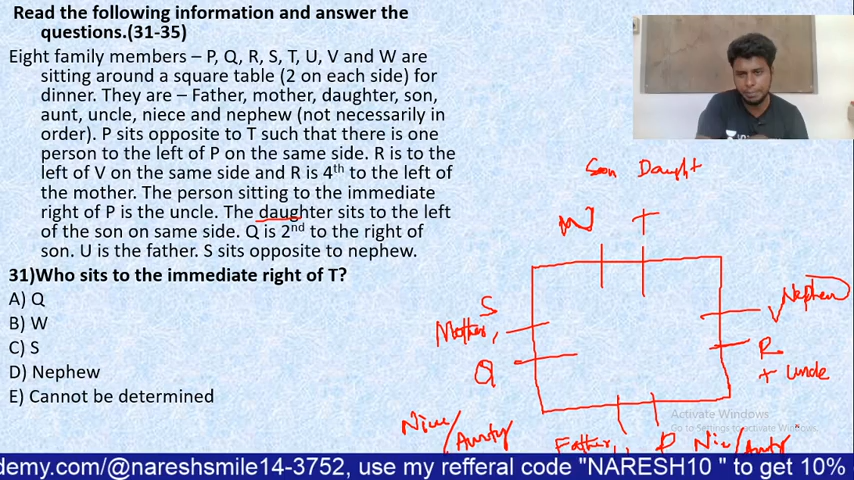 Read the following information and answer the
questions.(31-35)
Eight family members – P, Q, R, S, T, U, V and W are
sitting around a square table (2 on each side) for
dinner. They are – Father, mother, daughter, son,
aunt, uncle, niece and nephew (not necessarily in
order). P sits opposite to T such that there is one
person to the left of P on the same side. R is to the
left of V on the same side and R is 4th to the left of
the mother. The person sitting to the immediate
right of P is the uncle. The daughter sits to the left
of the son on same side. Q is 2nd to the right of
son. U is the father. S sits opposite to nephew.
31)Who sits to the immediate right of T?
A) Q
B) W
C) S
D) Nephew
E) Cannot be determined
Son Daught
W T
S
Mother,
Q
V Nephew
R
Uncle
Father
P
Activate Windows
Go to Settings to activate Windows.
demy.com/@nareshsmile14-3752, use my refferal code "NARESH10 " to get 10%